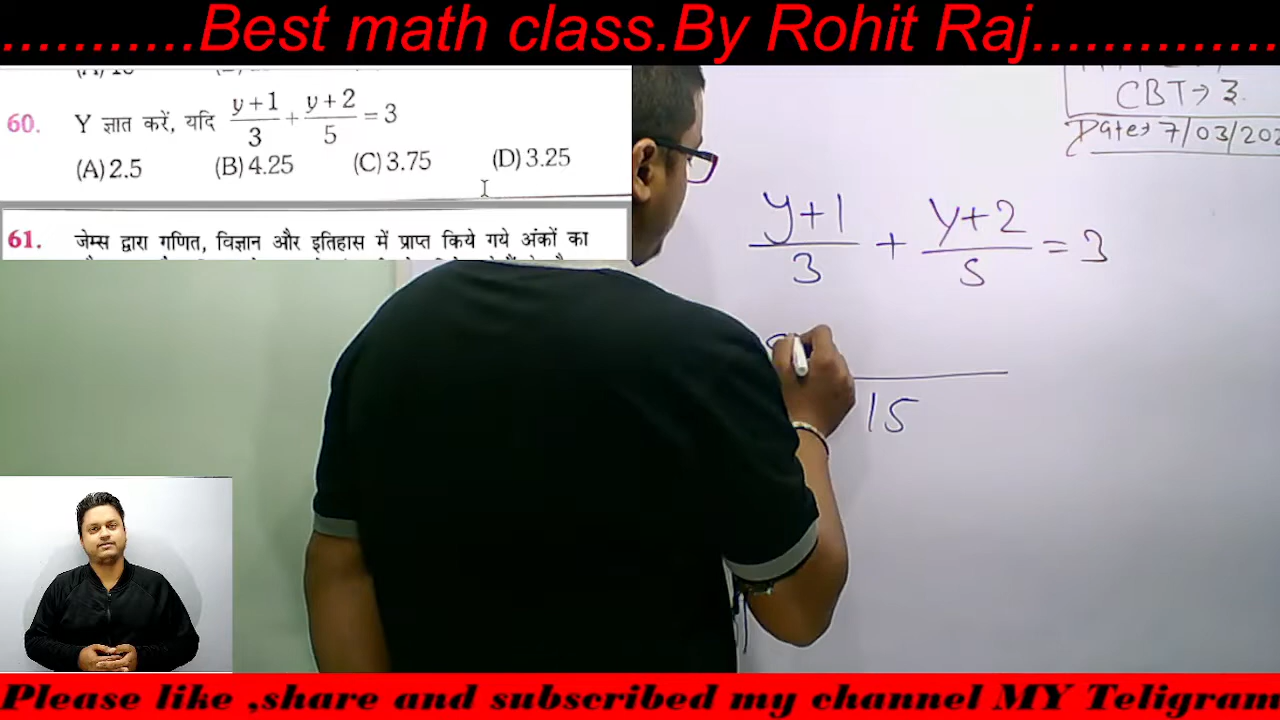 ...........Best math class.By Rohit Raj..............
60. Y ज्ञात करें, यदि y+1/3 + y+2/5 = 3
(A) 2.5 (B) 4.25 (C) 3.75 (D) 3.25
61. जेम्स द्वारा गणित, विज्ञान और इतिहास में प्राप्त किये गये अंकों का
CBT→ 3
Date→ 7/03/202
y+1/3 + y+2/5 = 3
15
Please like ,share and subscribed my channel MY Teligram